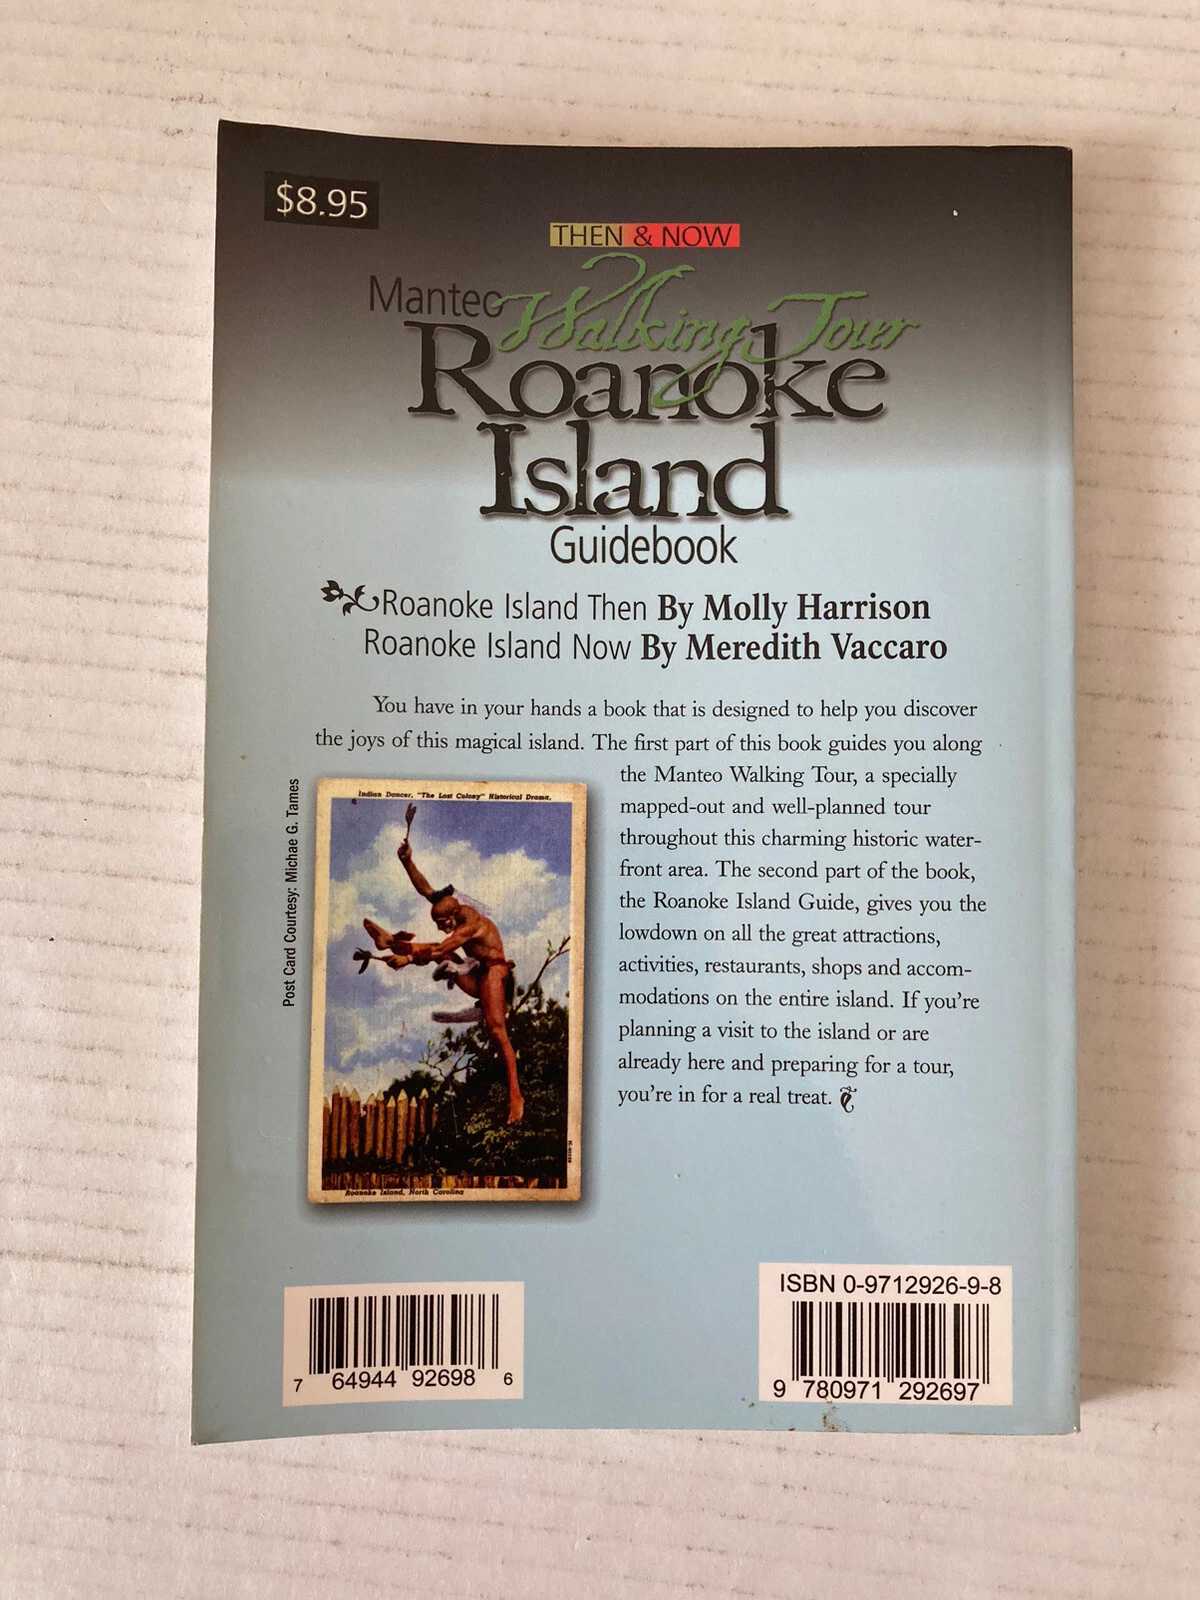 $8.95
THEN & NOW
Manteo Walking Tour
Roanoke
Island
Guidebook
Roanoke Island Then By Molly Harrison
Roanoke Island Now By Meredith Vaccaro
You have in your hands a book that is designed to help you discover
the joys of this magical island. The first part of this book guides you along
the Manteo Walking Tour, a specially
mapped-out and well-planned tour
throughout this charming historic water-
front area. The second part of the book,
the Roanoke Island Guide, gives you the
lowdown on all the great attractions,
activities, restaurants, shops and accom-
modations on the entire island. If you're
planning a visit to the island or are
already here and preparing for a tour,
you're in for a real treat.
Post Card Courtesy: Michae G. Tames
Indian Dancer, "The Lost Colony" Historical Drama.
Roanoke Island, North Carolina
7 64944 92698 6
ISBN 0-9712926-9-8
9 780971 292697